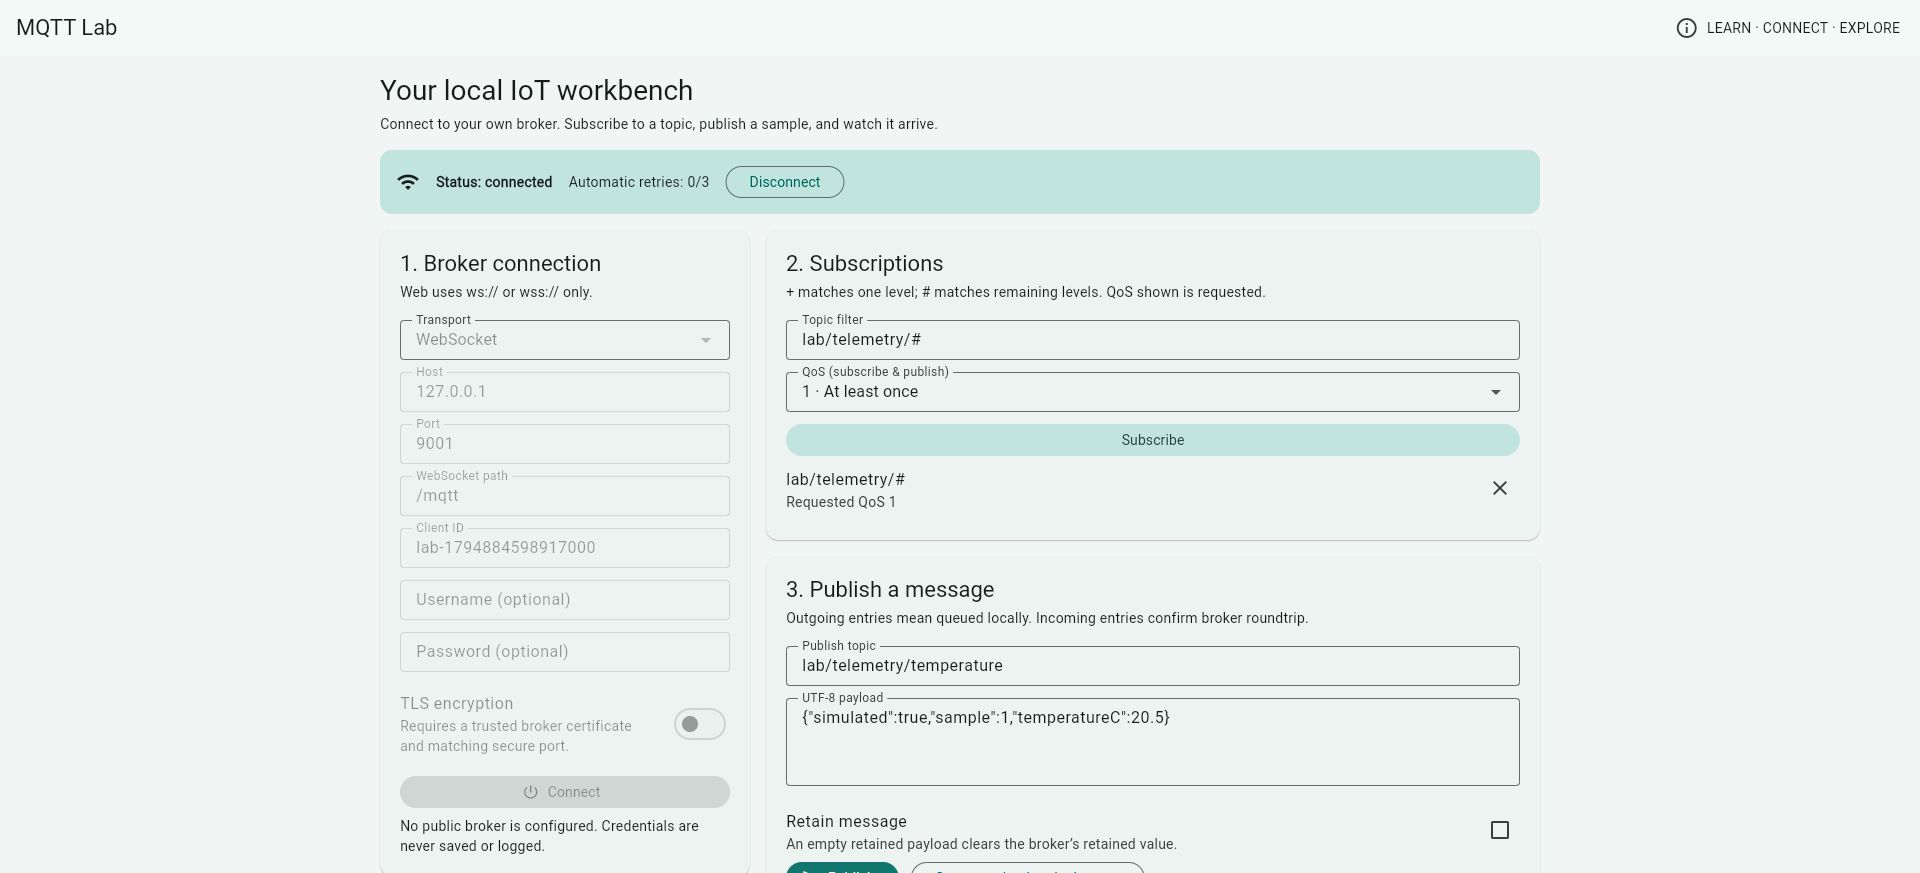 MQTT Lab
LEARN · CONNECT · EXPLORE
Your local IoT workbench
Connect to your own broker. Subscribe to a topic, publish a sample, and watch it arrive.
Status: connected
Automatic retries: 0/3
Disconnect
1. Broker connection
Web uses ws:// or wss:// only.
Transport
WebSocket
Host
127.0.0.1
Port
9001
WebSocket path
/mqtt
Client ID
lab-1794884598917000
Username (optional)
Password (optional)
TLS encryption
Requires a trusted broker certificate
and matching secure port.
Connect
No public broker is configured. Credentials are
never saved or logged.
2. Subscriptions
+ matches one level; # matches remaining levels. QoS shown is requested.
Topic filter
lab/telemetry/#
QoS (subscribe & publish)
1 · At least once
Subscribe
lab/telemetry/#
Requested QoS 1
3. Publish a message
Outgoing entries mean queued locally. Incoming entries confirm broker roundtrip.
Publish topic
lab/telemetry/temperature
UTF-8 payload
{"simulated":true,"sample":1,"temperatureC":20.5}
Retain message
An empty retained payload clears the broker’s retained value.